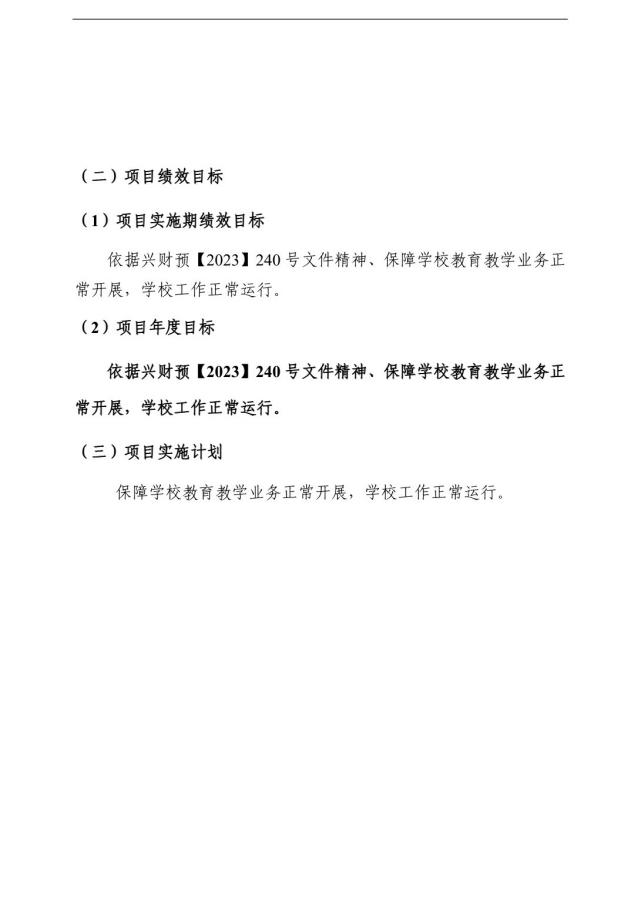 （二）项目绩效目标
（1）项目实施期绩效目标
依据兴财预【2023】240 号文件精神、保障学校教育教学业务正
常开展，学校工作正常运行。
（2）项目年度目标
依据兴财预【2023】240 号文件精神、保障学校教育教学业务正
常开展，学校工作正常运行。
（三）项目实施计划
保障学校教育教学业务正常开展，学校工作正常运行。